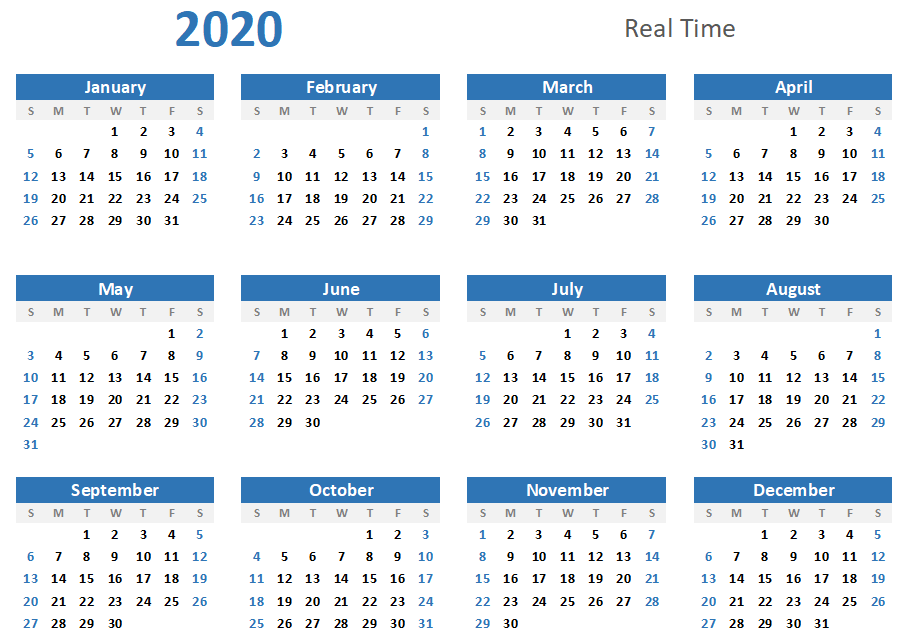 2020 Real Time
January February March April
S M T W T F S S M T W T F S S M T W T F S S M T W T F S
1 2 3 4 1 1 2 3 4 5 6 7 1 2 3 4
5 6 7 8 9 10 11 2 3 4 5 6 7 8 8 9 10 11 12 13 14 5 6 7 8 9 10 11
12 13 14 15 16 17 18 9 10 11 12 13 14 15 15 16 17 18 19 20 21 12 13 14 15 16 17 18
19 20 21 22 23 24 25 16 17 18 19 20 21 22 22 23 24 25 26 27 28 19 20 21 22 23 24 25
26 27 28 29 30 31 23 24 25 26 27 28 29 29 30 31 26 27 28 29 30
May June July August
S M T W T F S S M T W T F S S M T W T F S S M T W T F S
1 2 1 2 3 4 5 6 1 2 3 4 1
3 4 5 6 7 8 9 7 8 9 10 11 12 13 5 6 7 8 9 10 11 2 3 4 5 6 7 8
10 11 12 13 14 15 16 14 15 16 17 18 19 20 12 13 14 15 16 17 18 9 10 11 12 13 14 15
17 18 19 20 21 22 23 21 22 23 24 25 26 27 19 20 21 22 23 24 25 16 17 18 19 20 21 22
24 25 26 27 28 29 30 28 29 30 26 27 28 29 30 31 23 24 25 26 27 28 29
31 30 31
September October November December
S M T W T F S S M T W T F S S M T W T F S S M T W T F S
1 2 3 4 5 1 2 3 1 2 3 4 5 6 7 1 2 3 4 5
6 7 8 9 10 11 12 4 5 6 7 8 9 10 8 9 10 11 12 13 14 6 7 8 9 10 11 12
13 14 15 16 17 18 19 11 12 13 14 15 16 17 15 16 17 18 19 20 21 13 14 15 16 17 18 19
20 21 22 23 24 25 26 18 19 20 21 22 23 24 22 23 24 25 26 27 28 20 21 22 23 24 25 26
27 28 29 30 25 26 27 28 29 30 31 29 30 27 28 29 30 31